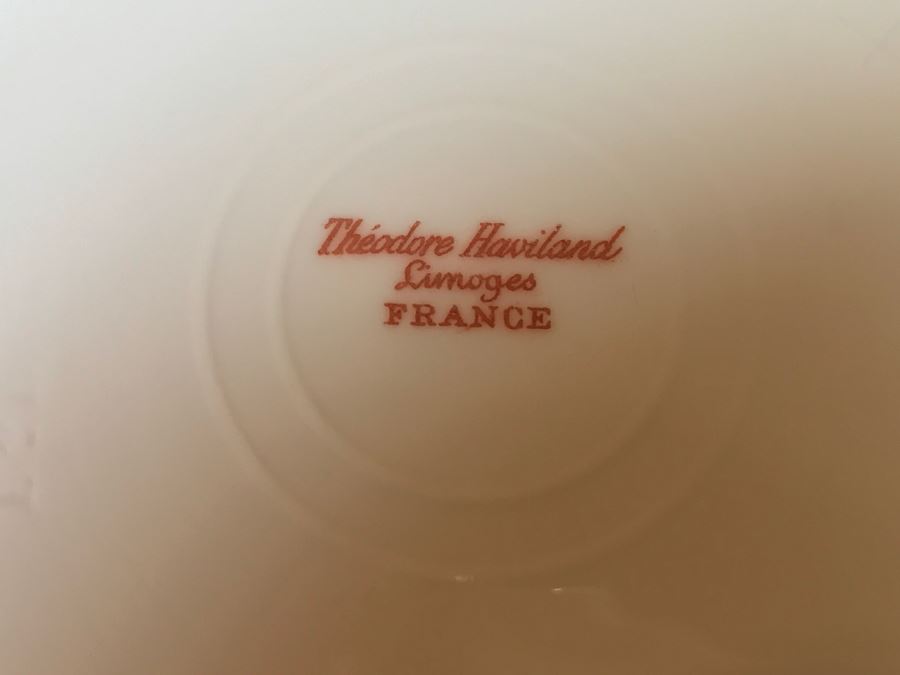 Théodore Haviland
Limoges
FRANCE